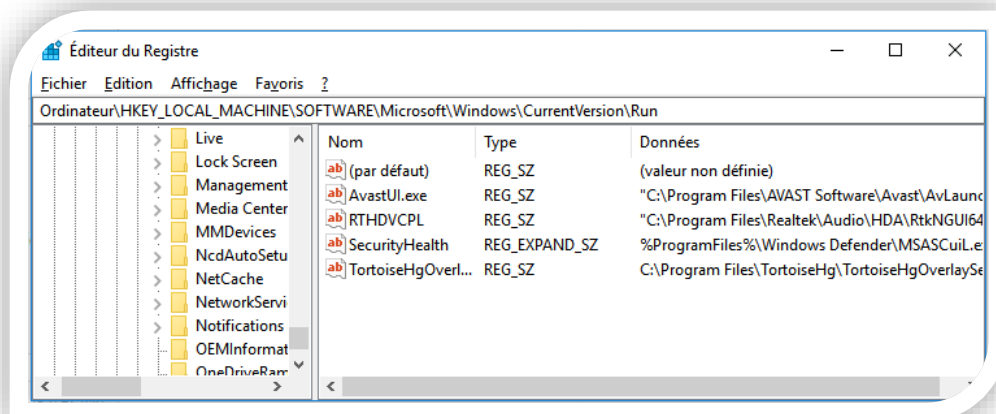 Éditeur du Registre
Fichier Edition Affichage Favoris ?
Ordinateur\HKEY_LOCAL_MACHINE\SOFTWARE\Microsoft\Windows\CurrentVersion\Run
Live
Lock Screen
Management
Media Center
MMDevices
NcdAutoSetu
NetCache
NetworkServi
Notifications
OEMInformat
OneDriveRam
Nom Type Données
(par défaut) REG_SZ (valeur non définie)
AvastUI.exe REG_SZ "C:\Program Files\AVAST Software\Avast\AvLaunc
RTHDVCPL REG_SZ "C:\Program Files\Realtek\Audio\HDA\RtkNGUI64
SecurityHealth REG_EXPAND_SZ %ProgramFiles%\Windows Defender\MSASCuiL.e
TortoiseHgOverl... REG_SZ C:\Program Files\TortoiseHg\TortoiseHgOverlaySe